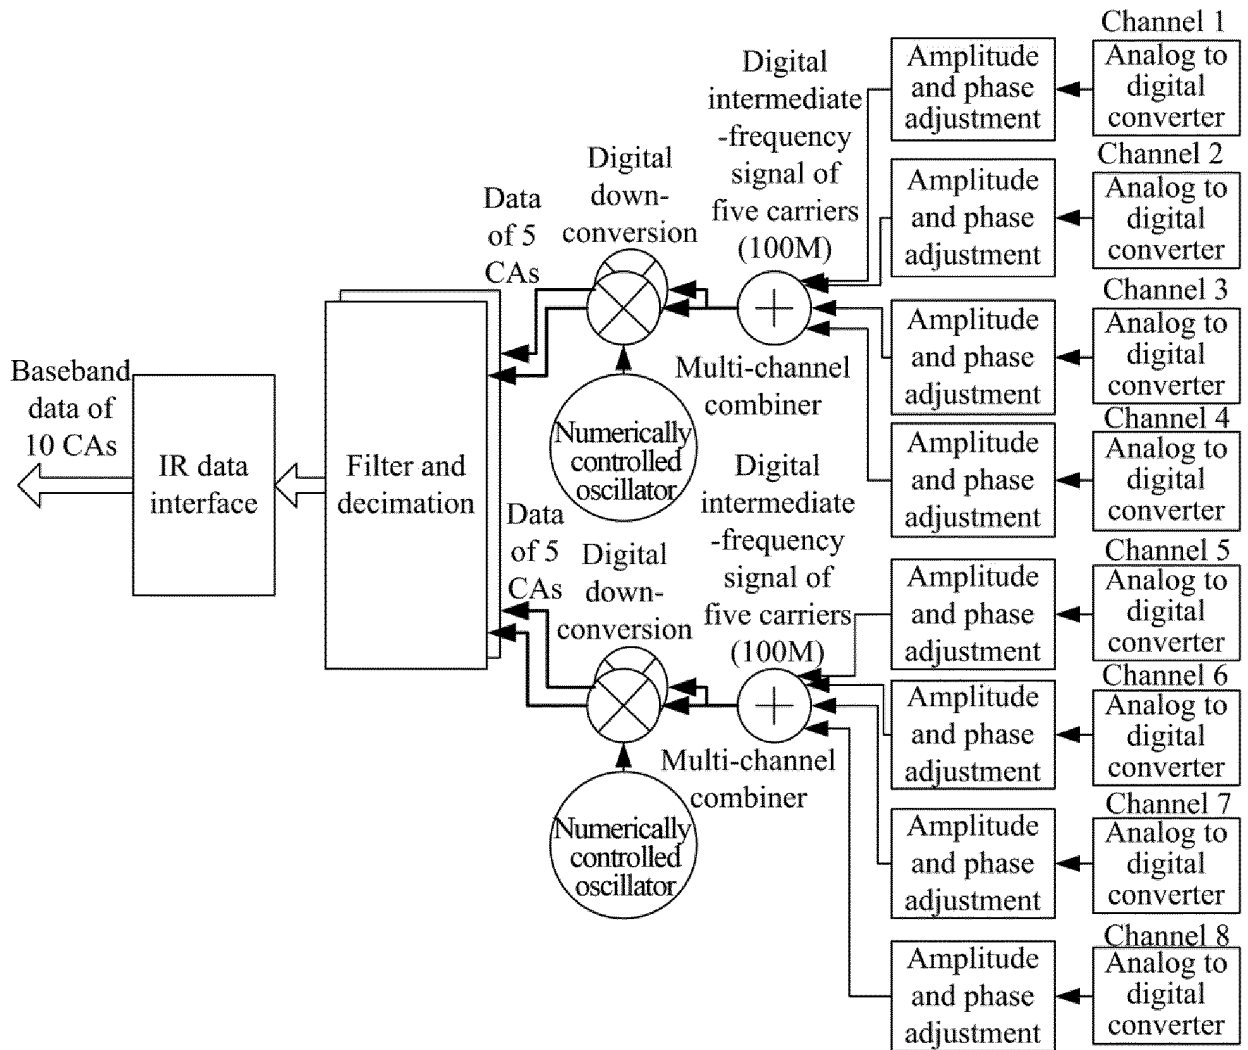 Channel 1
Amplitude
and phase
adjustment
Analog to
digital
converter
Channel 2
Amplitude
and phase
adjustment
Analog to
digital
converter
Channel 3
Amplitude
and phase
adjustment
Analog to
digital
converter
Channel 4
Amplitude
and phase
adjustment
Analog to
digital
converter
Digital
intermediate
-frequency
signal of
five carriers
(100M)
Multi-channel
combiner
Digital
down-
conversion
Numerically
controlled
oscillator
Data
of 5
CAs
Channel 5
Amplitude
and phase
adjustment
Analog to
digital
converter
Channel 6
Amplitude
and phase
adjustment
Analog to
digital
converter
Channel 7
Amplitude
and phase
adjustment
Analog to
digital
converter
Channel 8
Amplitude
and phase
adjustment
Analog to
digital
converter
Digital
intermediate
-frequency
signal of
five carriers
(100M)
Multi-channel
combiner
Digital
down-
conversion
Numerically
controlled
oscillator
Data
of 5
CAs
Filter and
decimation
IR data
interface
Baseband
data of
10 CAs